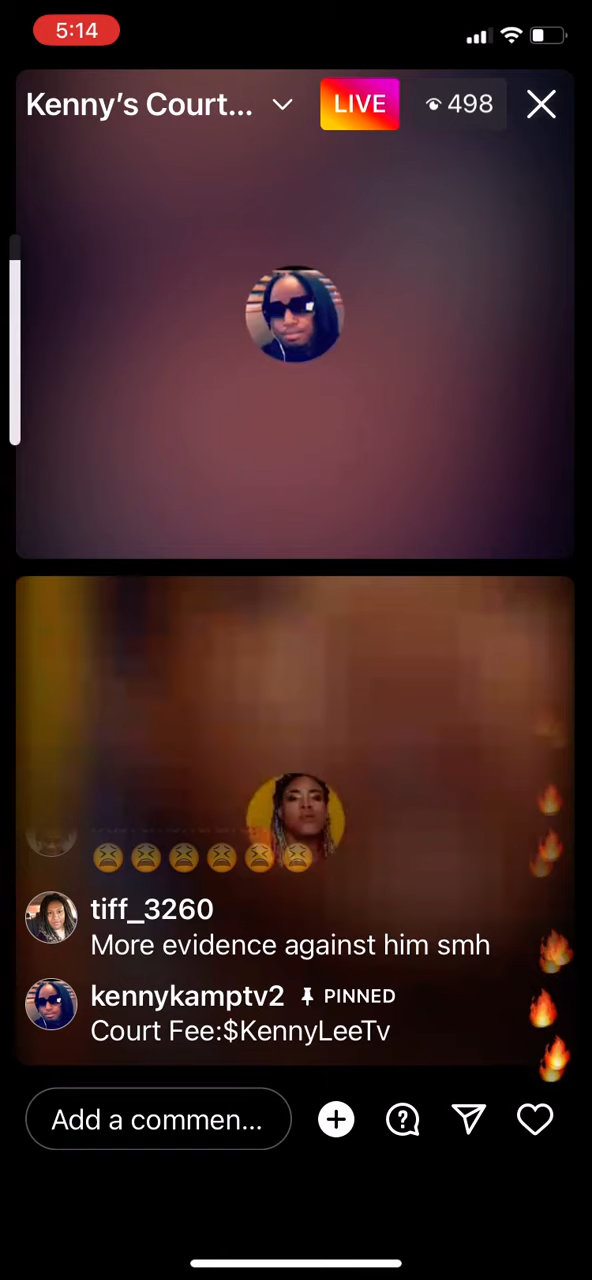 5:14
Kenny’s Court...
LIVE
498
😫😫😫😫😫😫
tiff_3260
More evidence against him smh
kennykamptv2 PINNED
Court Fee:$KennyLeeTv
Add a commen...